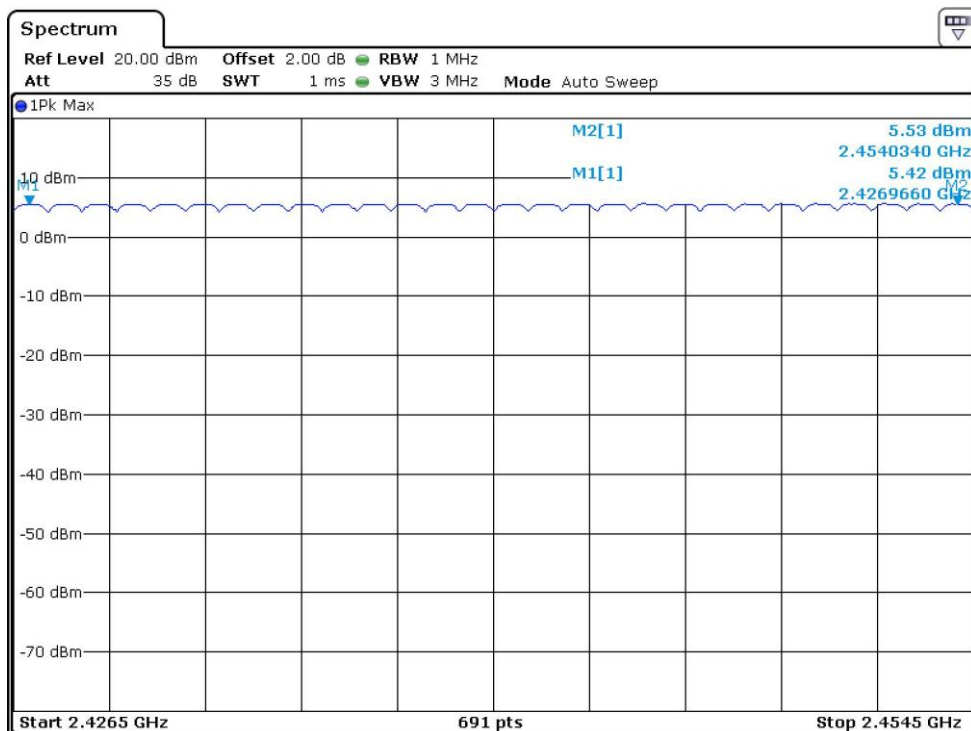 Spectrum
Ref Level 20.00 dBm Offset 2.00 dB RBW 1 MHz
Att 35 dB SWT 1 ms VBW 3 MHz Mode Auto Sweep
1Pk Max
M2[1] 5.53 dBm
2.4540340 GHz
10 dBm M1[1] 5.42 dBm
M1 2.4269660 GHz M2
0 dBm
-10 dBm
-20 dBm
-30 dBm
-40 dBm
-50 dBm
-60 dBm
-70 dBm
Start 2.4265 GHz 691 pts Stop 2.4545 GHz